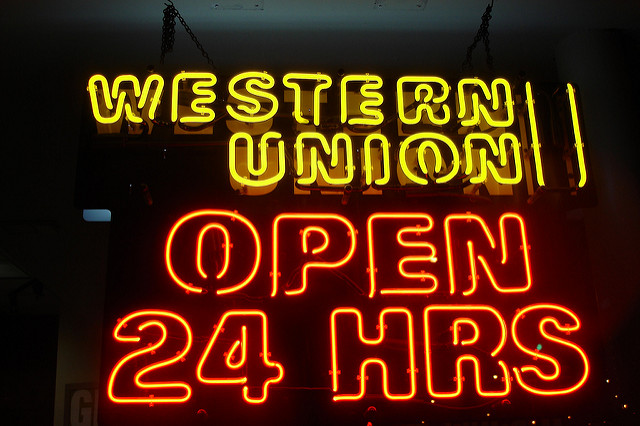 WESTERN
UNION
OPEN
24 HRS
G